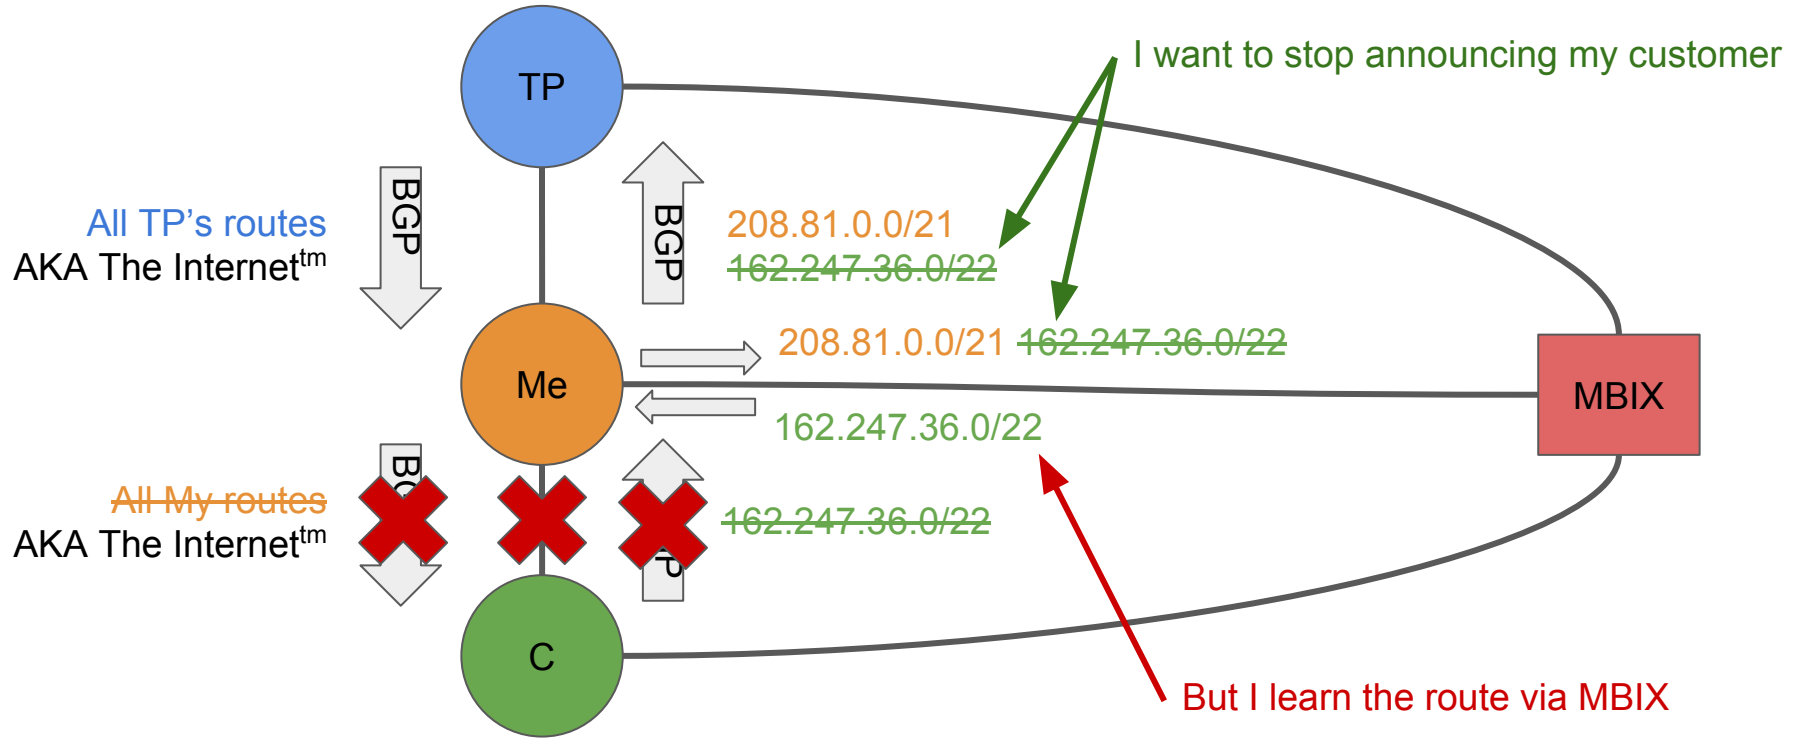 TP
I want to stop announcing my customer
BGP
BGP
All TP’s routes
AKA The Internettm
208.81.0.0/21
162.247.36.0/22
208.81.0.0/21 162.247.36.0/22
Me
MBIX
162.247.36.0/22
All My routes
AKA The Internettm
162.247.36.0/22
C
But I learn the route via MBIX